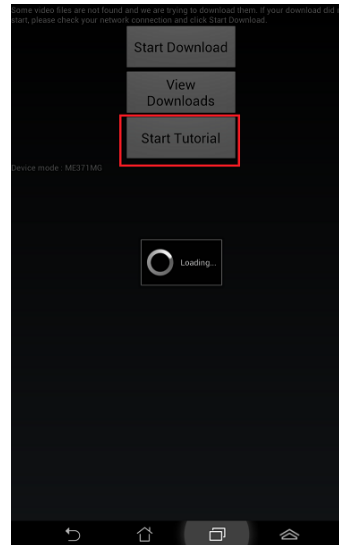 Some video files are not found and we are trying to download them. If your download did
start, please check your network connection and click Start Download.
Start Download
View
Downloads
Start Tutorial
Device mode : ME371MG
Loading...